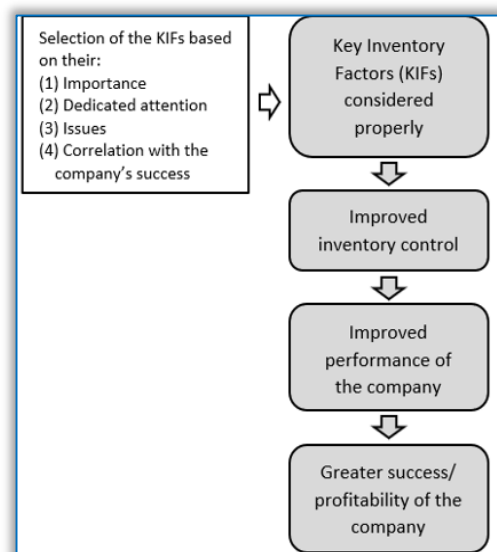 Selection of the KIFs based
on their:
(1) Importance
(2) Dedicated attention
(3) Issues
(4) Correlation with the
company's success
Key Inventory
Factors (KIFs)
considered
properly
Improved
inventory control
Improved
performance of
the company
Greater success/
profitability of the
company